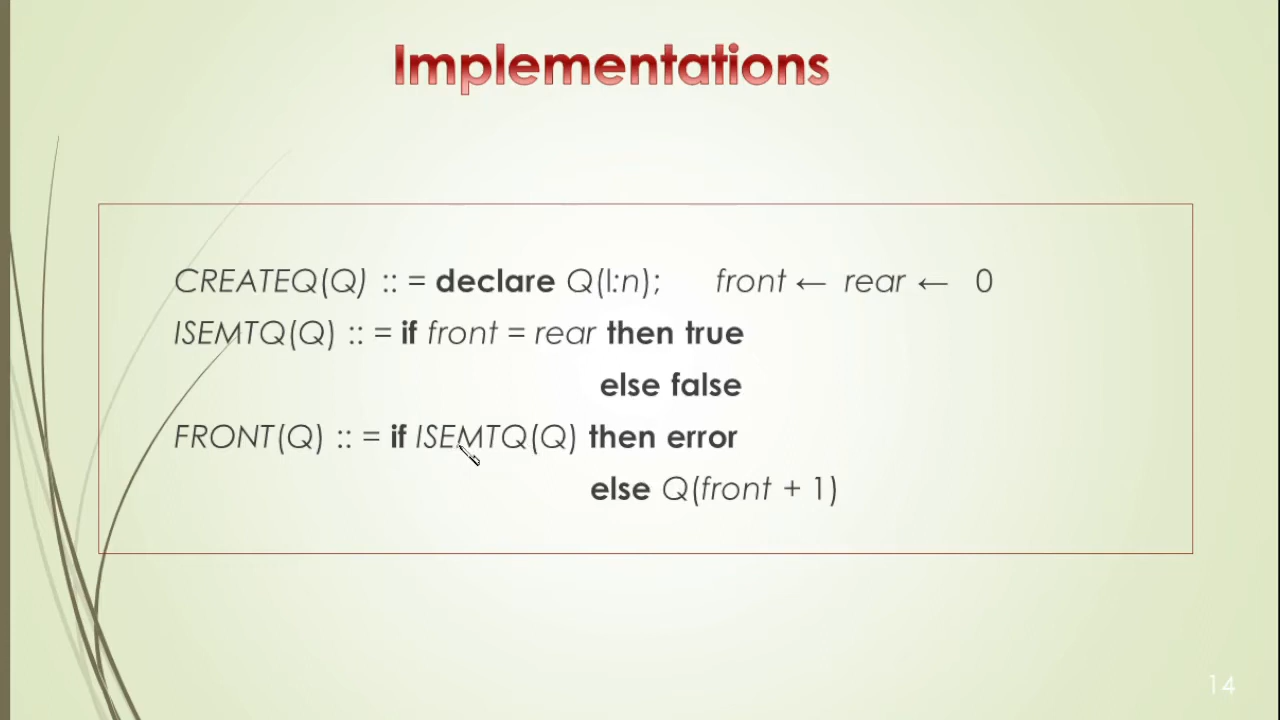 Implementations
CREATEQ(Q) :: = declare Q(l:n); front ← rear ← 0
ISEMTQ(Q) :: = if front = rear then true
else false
FRONT(Q) :: = if ISEMTQ(Q) then error
else Q(front + 1)
14